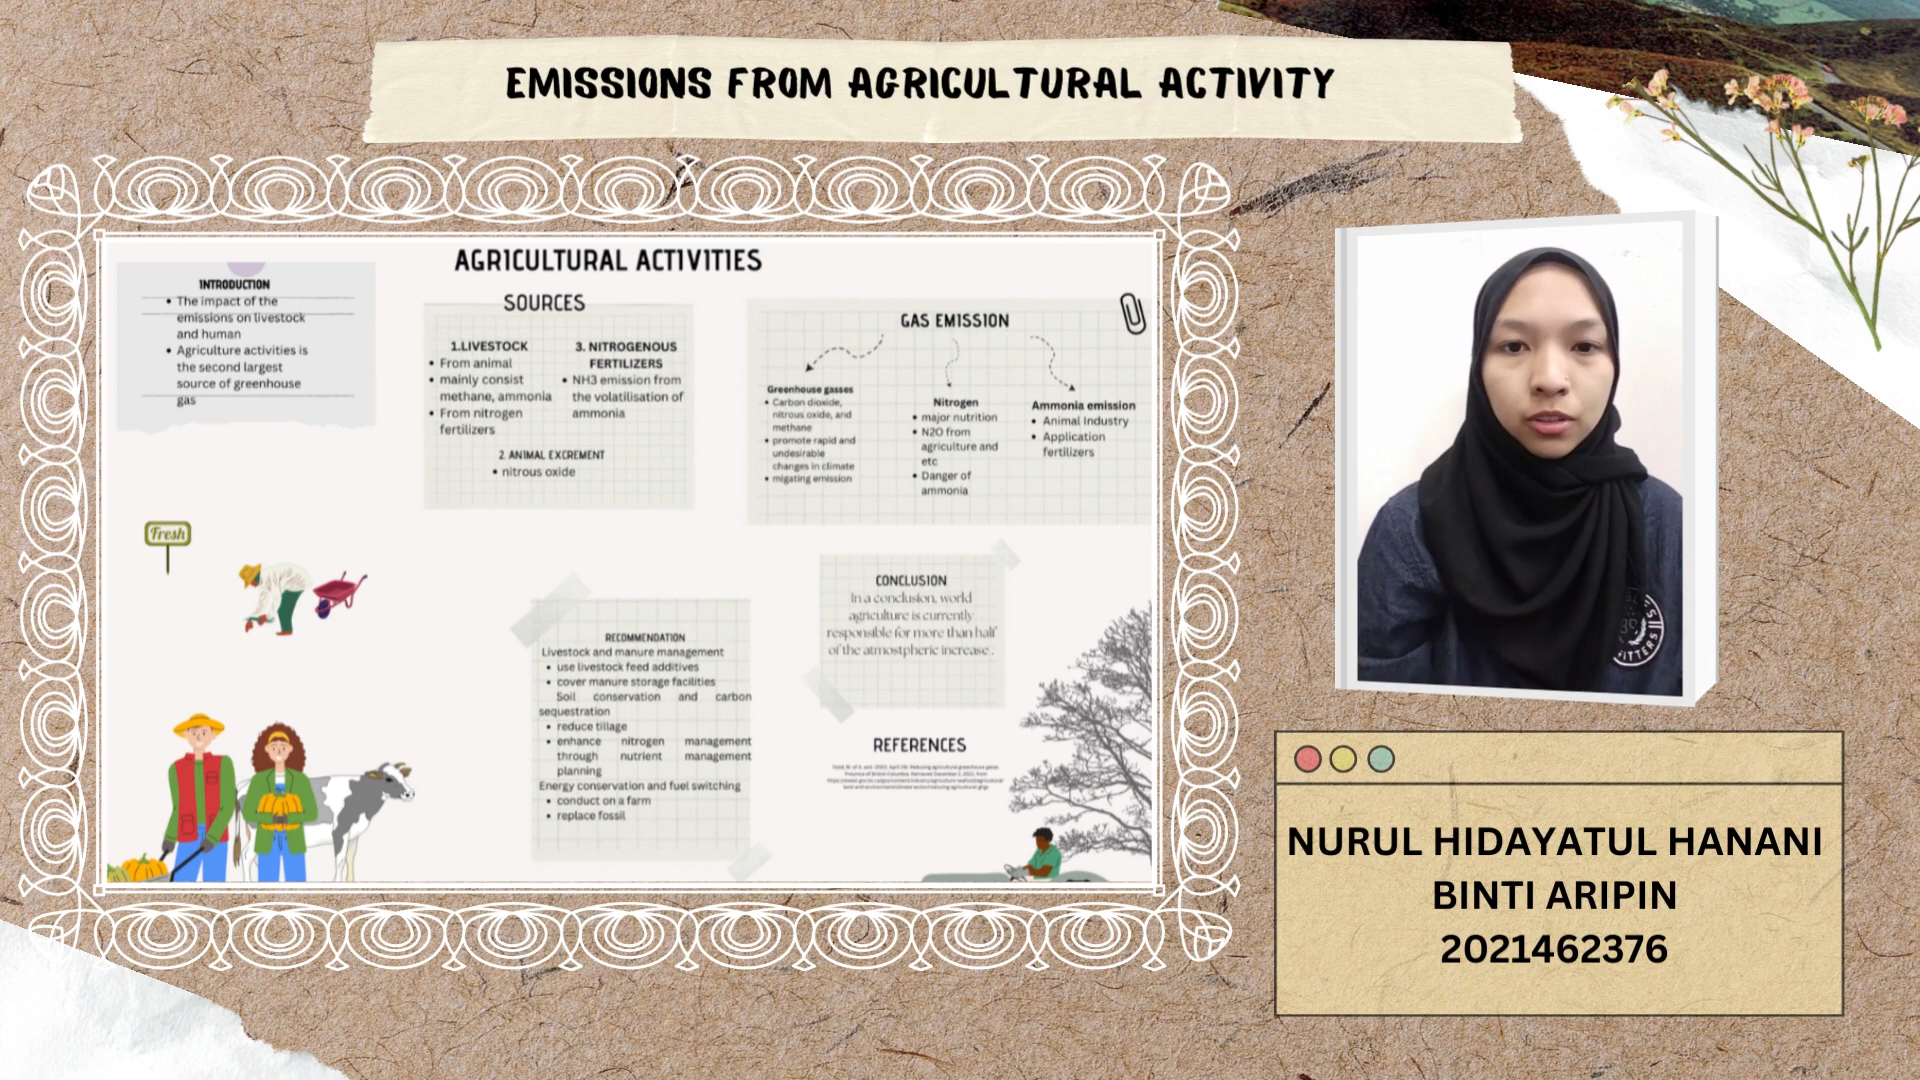 EMISSIONS FROM AGRICULTURAL ACTIVITY
AGRICULTURAL ACTIVITIES
INTRODUCTION
• The impact of the
emissions on livestock
and human
• Agriculture activities is
the second largest
source of greenhouse
gas
SOURCES
1.LIVESTOCK
• From animal
• mainly consist
methane, ammonia
• From nitrogen
fertilizers
3. NITROGENOUS
FERTILIZERS
• NH3 emission from
the volatilisation of
ammonia
2. ANIMAL EXCREMENT
• nitrous oxide
GAS EMISSION
Greenhouse gasses
• Carbon dioxide,
nitrous oxide, and
methane
• promote rapid and
undesirable
changes in climate
• migating emission
Nitrogen
• major nutrition
• N2O from
agriculture and
etc
• Danger of
ammonia
Ammonia emission
• Animal Industry
• Application
fertilizers
Fresh
RECOMMENDATION
Livestock and manure management
• use livestock feed additives
• cover manure storage facilities
Soil conservation and carbon
sequestration
• reduce tillage
• enhance nitrogen management
through nutrient management
planning
Energy conservation and fuel switching
• conduct on a farm
• replace fossil
CONCLUSION
In a conclusion, world
agriculture is currently
responsible for more than half
of the atmostpheric increase .
REFERENCES
NURUL HIDAYATUL HANANI
BINTI ARIPIN
2021462376